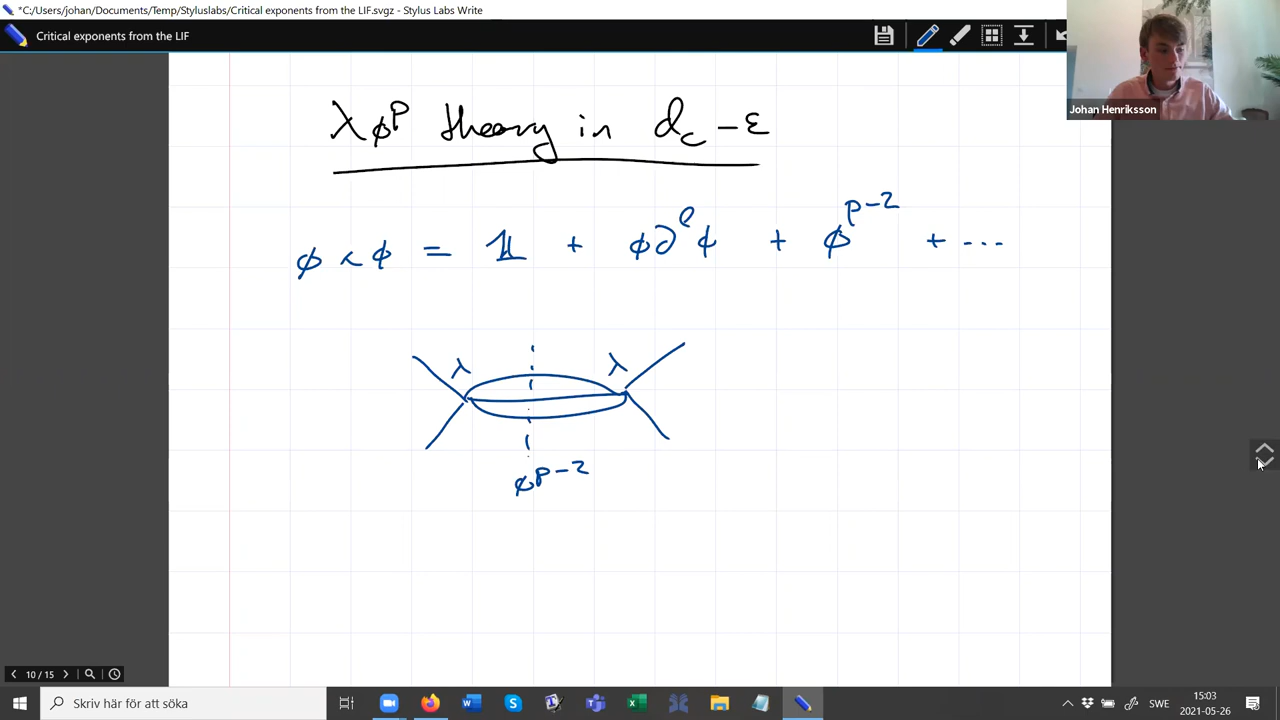 *C:/Users/johan/Documents/Temp/Styluslabs/Critical exponents from the LIF.svgz - Stylus Labs Write
Critical exponents from the LIF
Johan Henriksson
λφᵖ theory in d_c − ε
φ × φ = 𝟙 + φ∂^ℓφ + φ^{p−2} + ...
λ λ
φ^{p−2}
10 / 15
Skriv här för att söka
SWE
15:03
2021-05-26